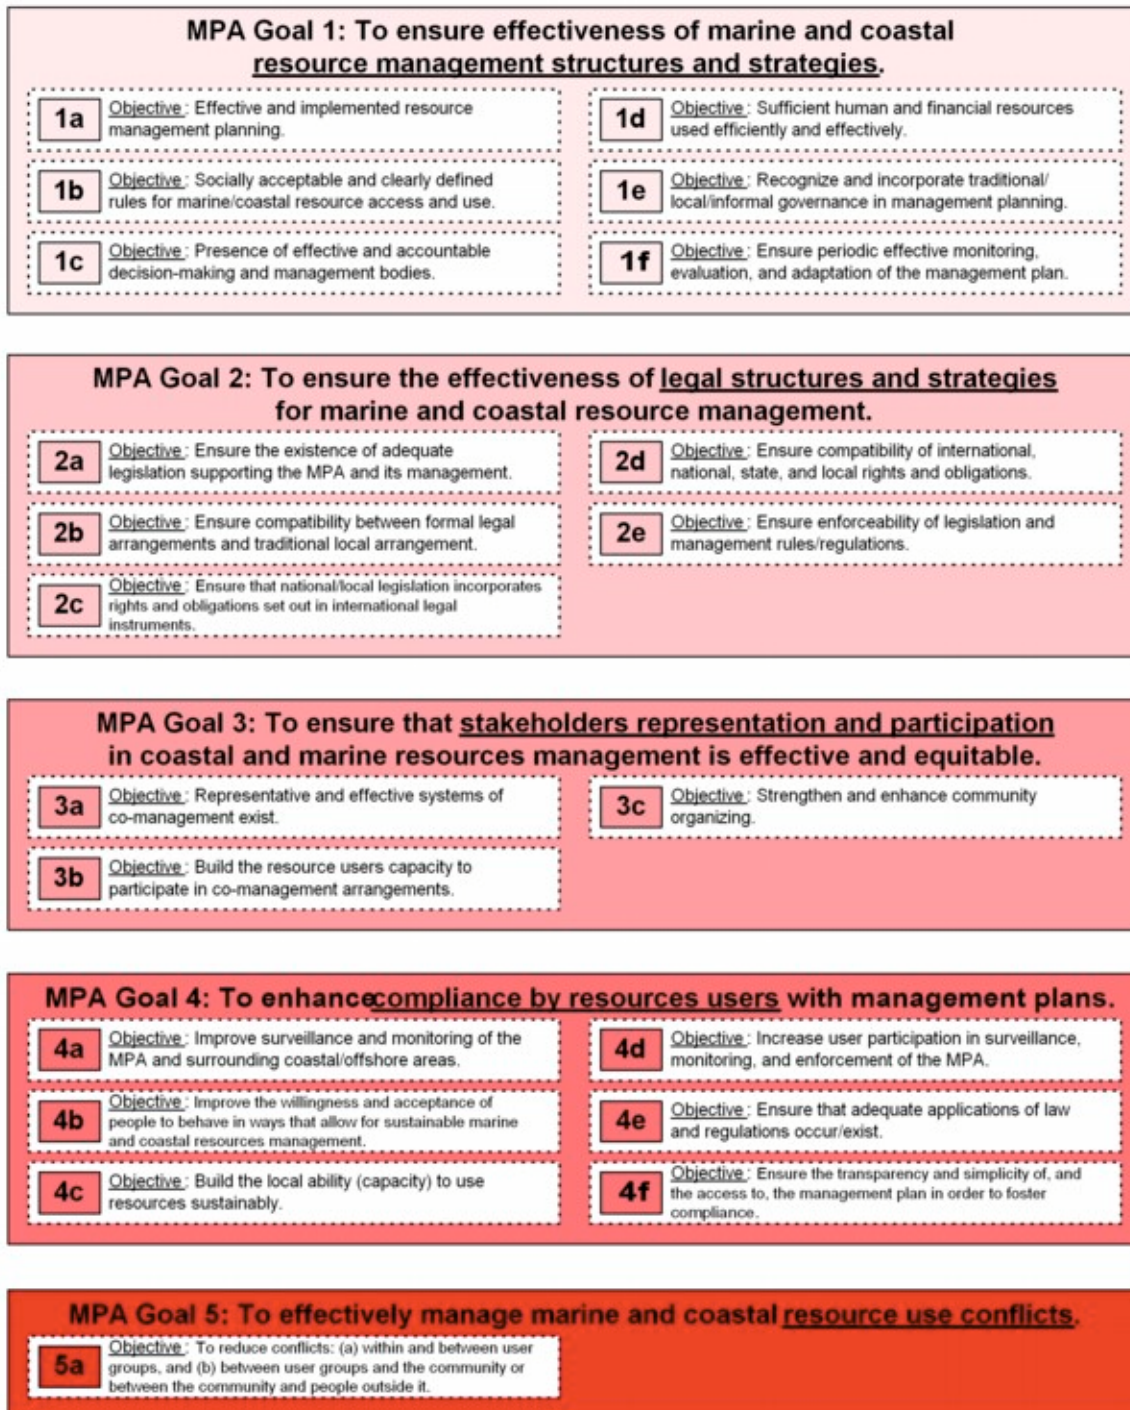 MPA Goal 1: To ensure effectiveness of marine and coastal
resource management structures and strategies.
1a
Objective: Effective and implemented resource
management planning.
1b
Objective: Socially acceptable and clearly defined
rules for marine/coastal resource access and use.
1c
Objective: Presence of effective and accountable
decision-making and management bodies.
1d
Objective: Sufficient human and financial resources
used efficiently and effectively.
1e
Objective: Recognize and incorporate traditional/
local/informal governance in management planning.
1f
Objective: Ensure periodic effective monitoring,
evaluation, and adaptation of the management plan.
MPA Goal 2: To ensure the effectiveness of legal structures and strategies
for marine and coastal resource management.
2a
Objective: Ensure the existence of adequate
legislation supporting the MPA and its management.
2b
Objective: Ensure compatibility between formal legal
arrangements and traditional local arrangement.
2c
Objective: Ensure that national/local legislation incorporates
rights and obligations set out in international legal
instruments.
2d
Objective: Ensure compatibility of international,
national, state, and local rights and obligations.
2e
Objective: Ensure enforceability of legislation and
management rules/regulations.
MPA Goal 3: To ensure that stakeholders representation and participation
in coastal and marine resources management is effective and equitable.
3a
Objective: Representative and effective systems of
co-management exist.
3b
Objective: Build the resource users capacity to
participate in co-management arrangements.
3c
Objective: Strengthen and enhance community
organizing.
MPA Goal 4: To enhance compliance by resources users with management plans.
4a
Objective: Improve surveillance and monitoring of the
MPA and surrounding coastal/offshore areas.
4b
Objective: Improve the willingness and acceptance of
people to behave in ways that allow for sustainable marine
and coastal resources management.
4c
Objective: Build the local ability (capacity) to use
resources sustainably.
4d
Objective: Increase user participation in surveillance,
monitoring, and enforcement of the MPA.
4e
Objective: Ensure that adequate applications of law
and regulations occur/exist.
4f
Objective: Ensure the transparency and simplicity of, and
the access to, the management plan in order to foster
compliance.
MPA Goal 5: To effectively manage marine and coastal resource use conflicts.
5a
Objective: To reduce conflicts: (a) within and between user
groups, and (b) between user groups and the community or
between the community and people outside it.